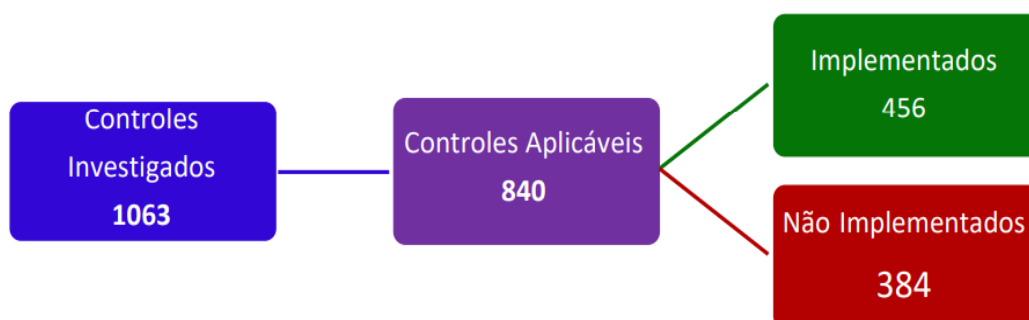 Controles
Investigados
1063
Controles Aplicáveis
840
Implementados
456
Não Implementados
384